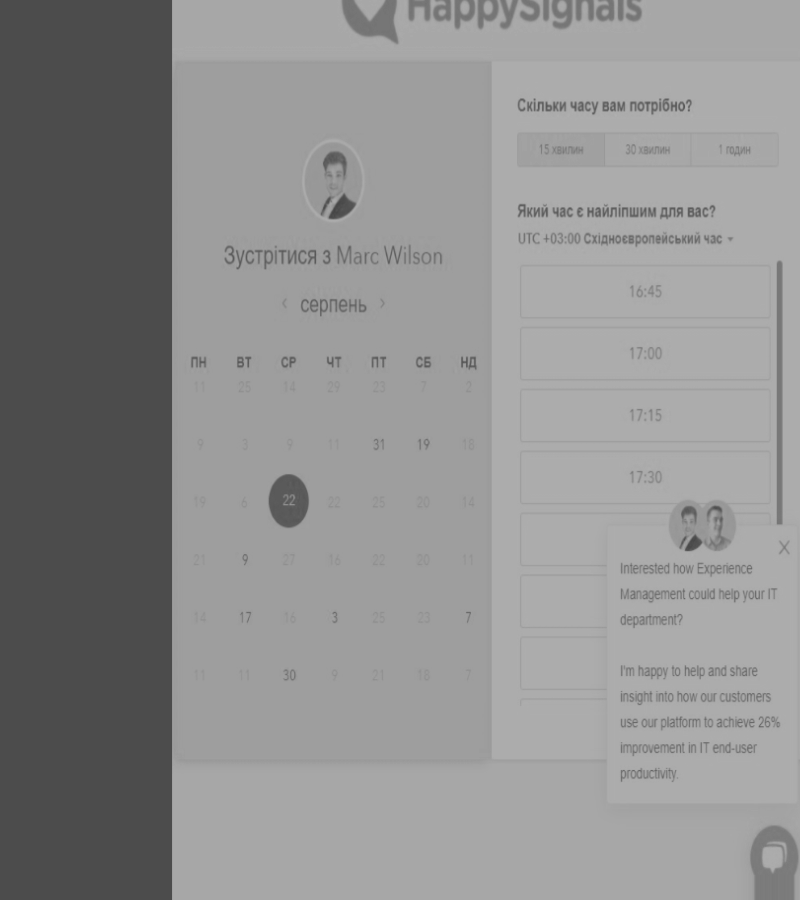 HappySignals
Зустрітися з Marc Wilson
серпень
ПН ВТ СР ЧТ ПТ СБ НД
11 25 14 29 23 7 2
9 3 9 11 31 19 18
19 6 22 22 25 20 14
21 9 27 16 22 20 11
14 17 16 3 25 23 7
11 11 30 9 21 18 7
Скільки часу вам потрібно?
15 хвилин 30 хвилин 1 годин
Який час є найліпшим для вас?
UTC +03:00 Східноєвропейський час
16:45
17:00
17:15
17:30
X
Interested how Experience
Management could help your IT
department?
I'm happy to help and share
insight into how our customers
use our platform to achieve 26%
improvement in IT end-user
productivity.